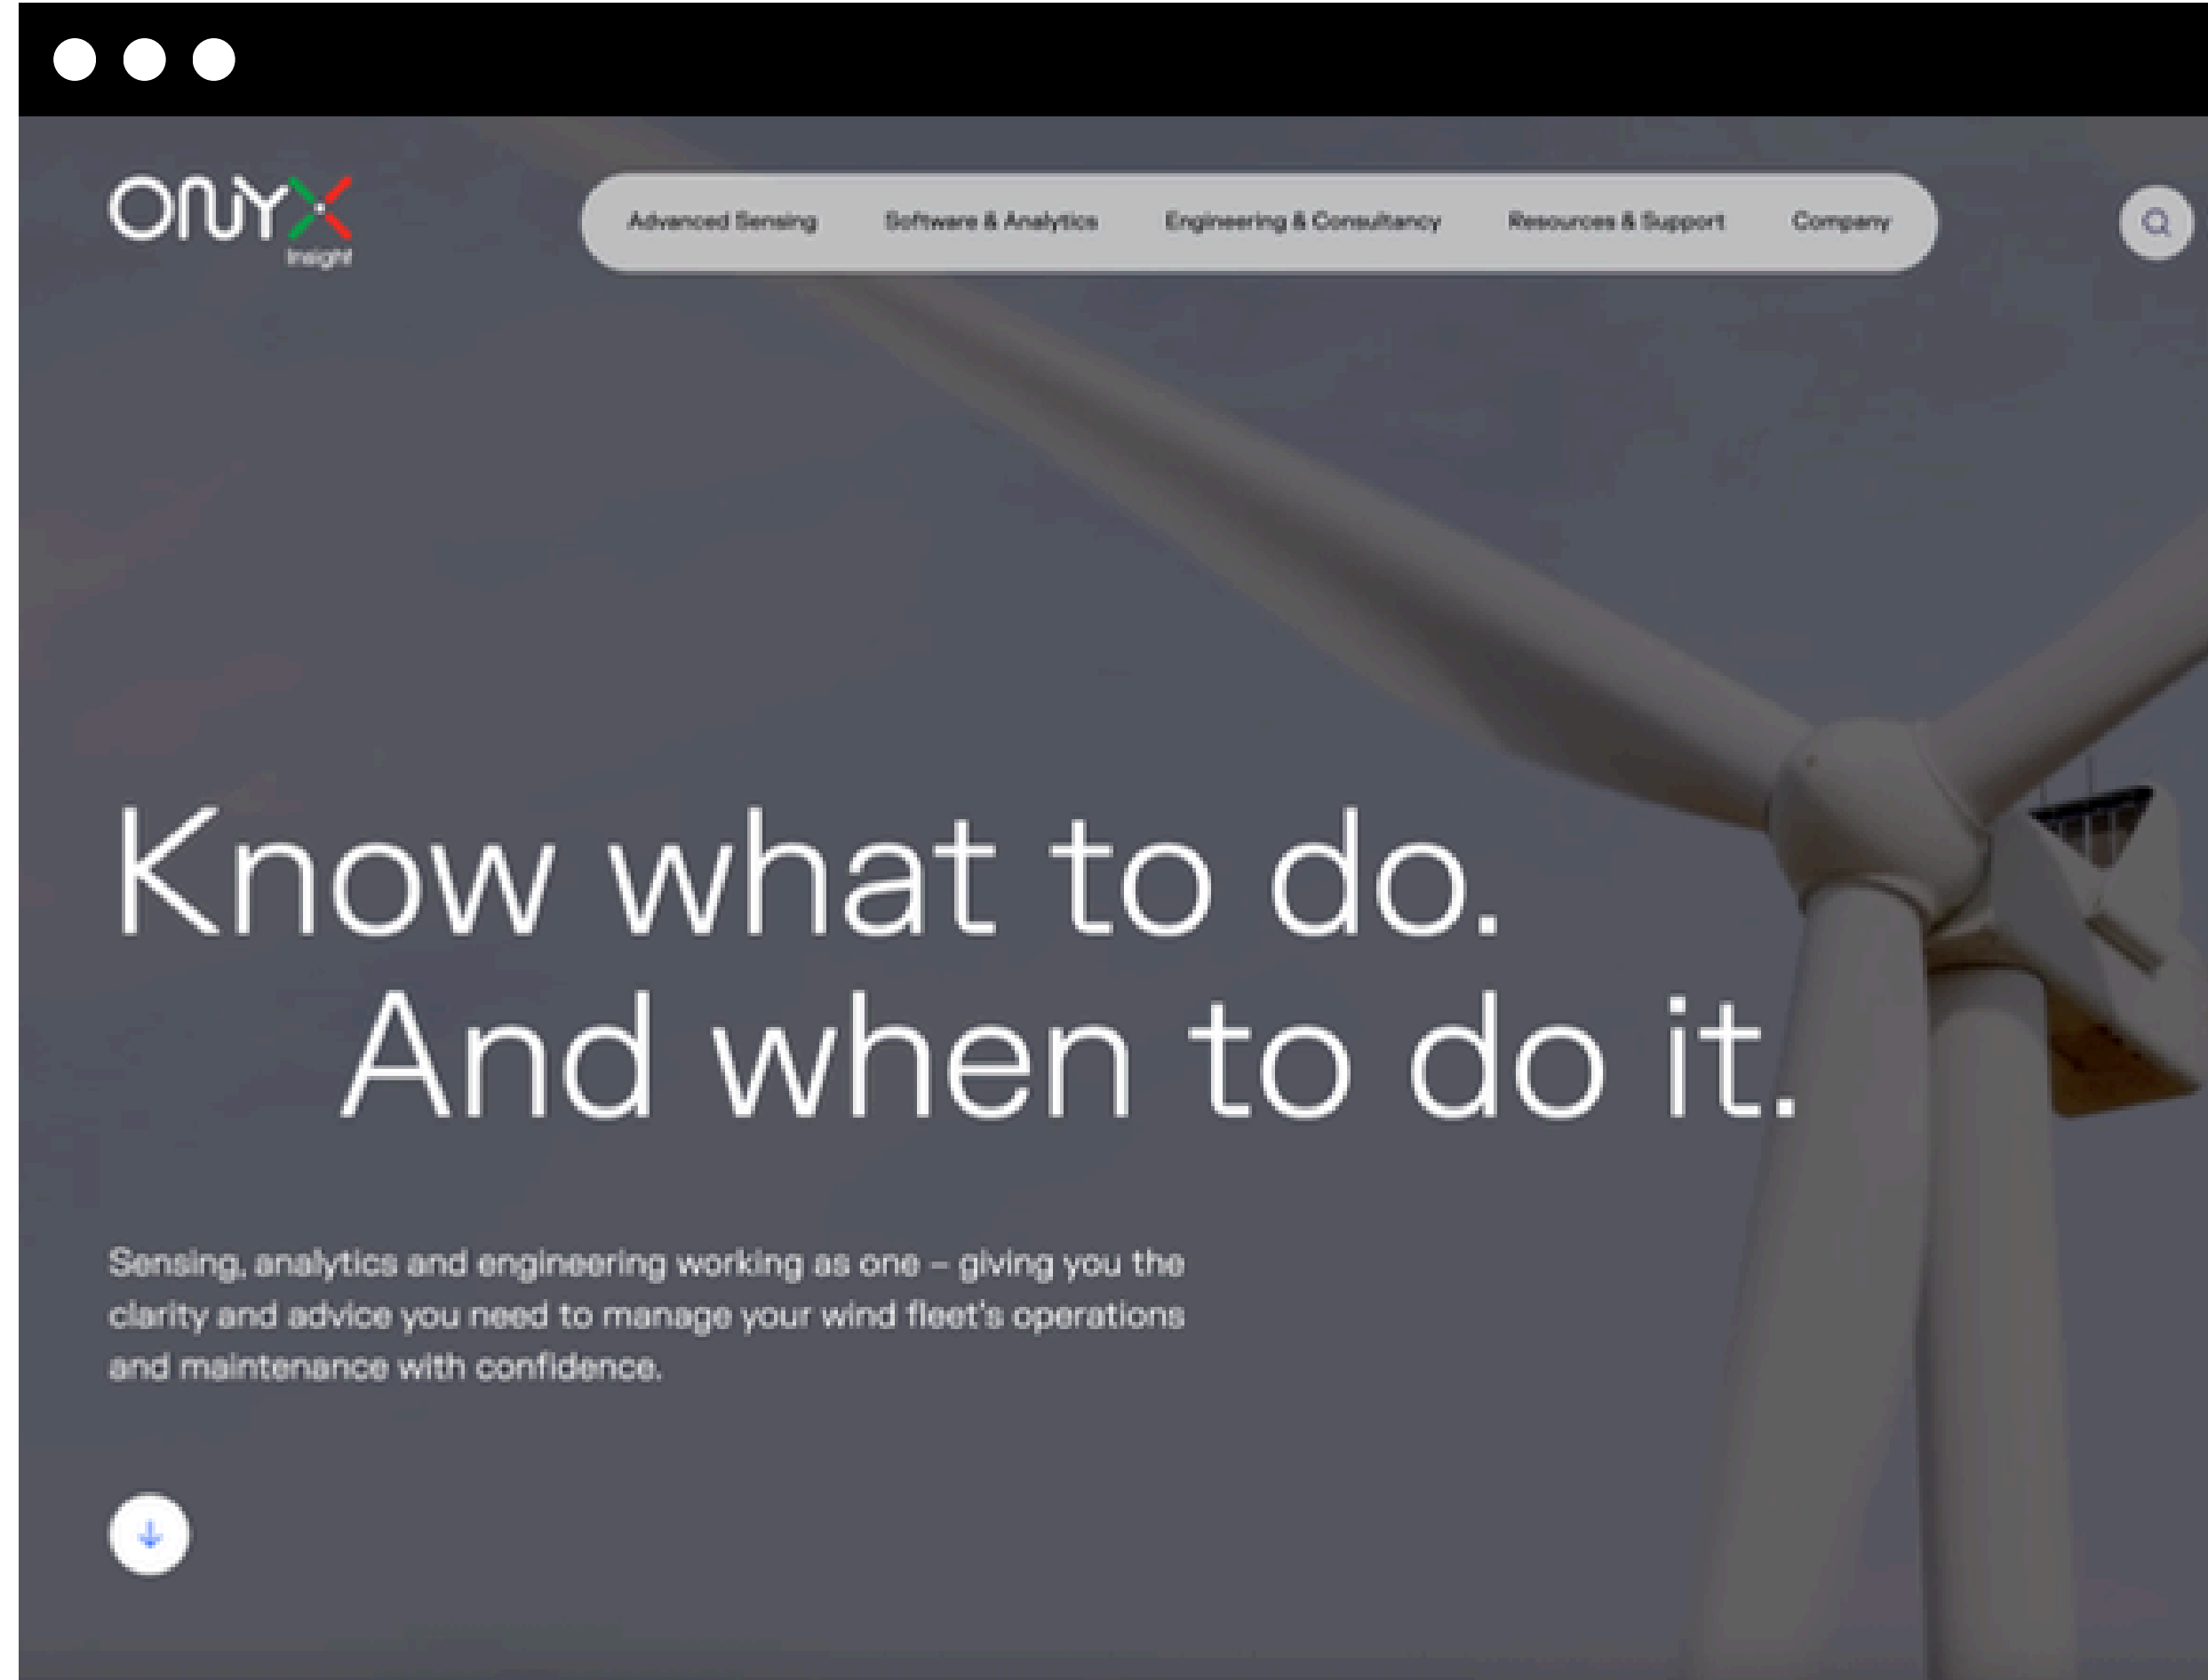 ONYX
Insight
Advanced Sensing
Software & Analytics
Engineering & Consultancy
Resources & Support
Company
Know what to do.
And when to do it.
Sensing, analytics and engineering working as one – giving you the
clarity and advice you need to manage your wind fleet's operations
and maintenance with confidence.